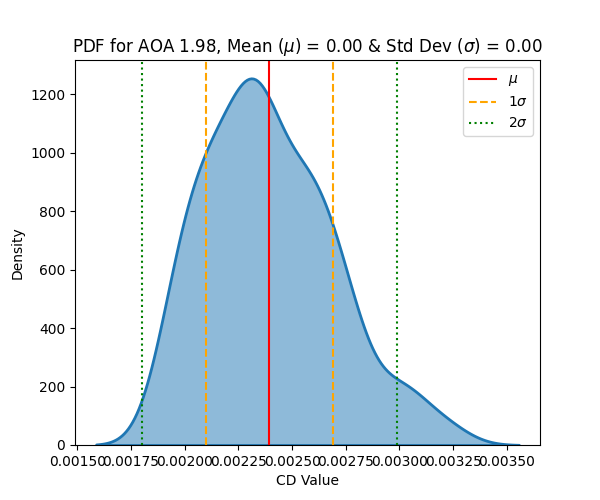 PDF for AOA 1.98, Mean (μ) = 0.00 & Std Dev (σ) = 0.00
μ
1σ
2σ
1200
1000
800
600
400
200
0
Density
0.00150 0.00175 0.00200 0.00225 0.00250 0.00275 0.00300 0.00325 0.00350
CD Value